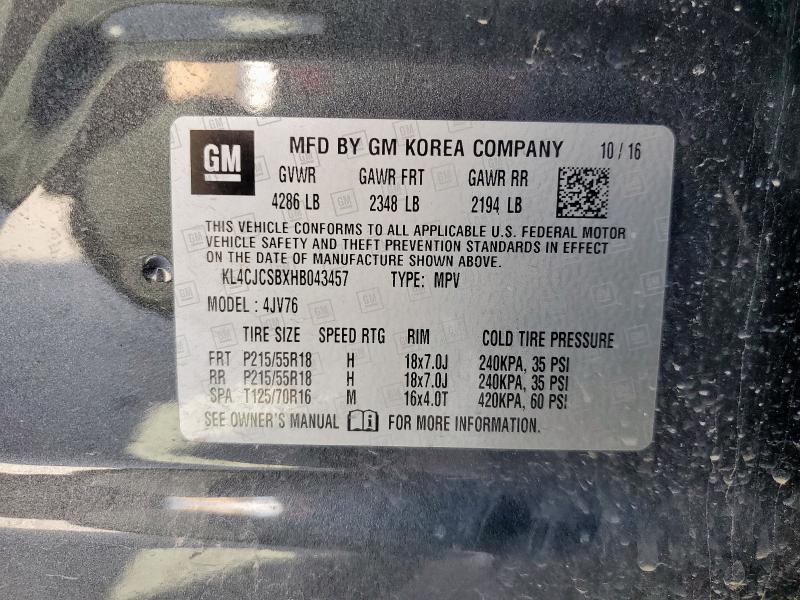 GM MFD BY GM KOREA COMPANY 10 / 16
GVWR GAWR FRT GAWR RR
4286 LB 2348 LB 2194 LB
THIS VEHICLE CONFORMS TO ALL APPLICABLE U.S. FEDERAL MOTOR
VEHICLE SAFETY AND THEFT PREVENTION STANDARDS IN EFFECT
ON THE DATE OF MANUFACTURE SHOWN ABOVE.
KL4CJCSBXHB043457 TYPE: MPV
MODEL : 4JV76
TIRE SIZE SPEED RTG RIM COLD TIRE PRESSURE
FRT P215/55R18 H 18x7.0J 240KPA, 35 PSI
RR P215/55R18 H 18x7.0J 240KPA, 35 PSI
SPA T125/70R16 M 16x4.0T 420KPA, 60 PSI
SEE OWNER'S MANUAL i FOR MORE INFORMATION.